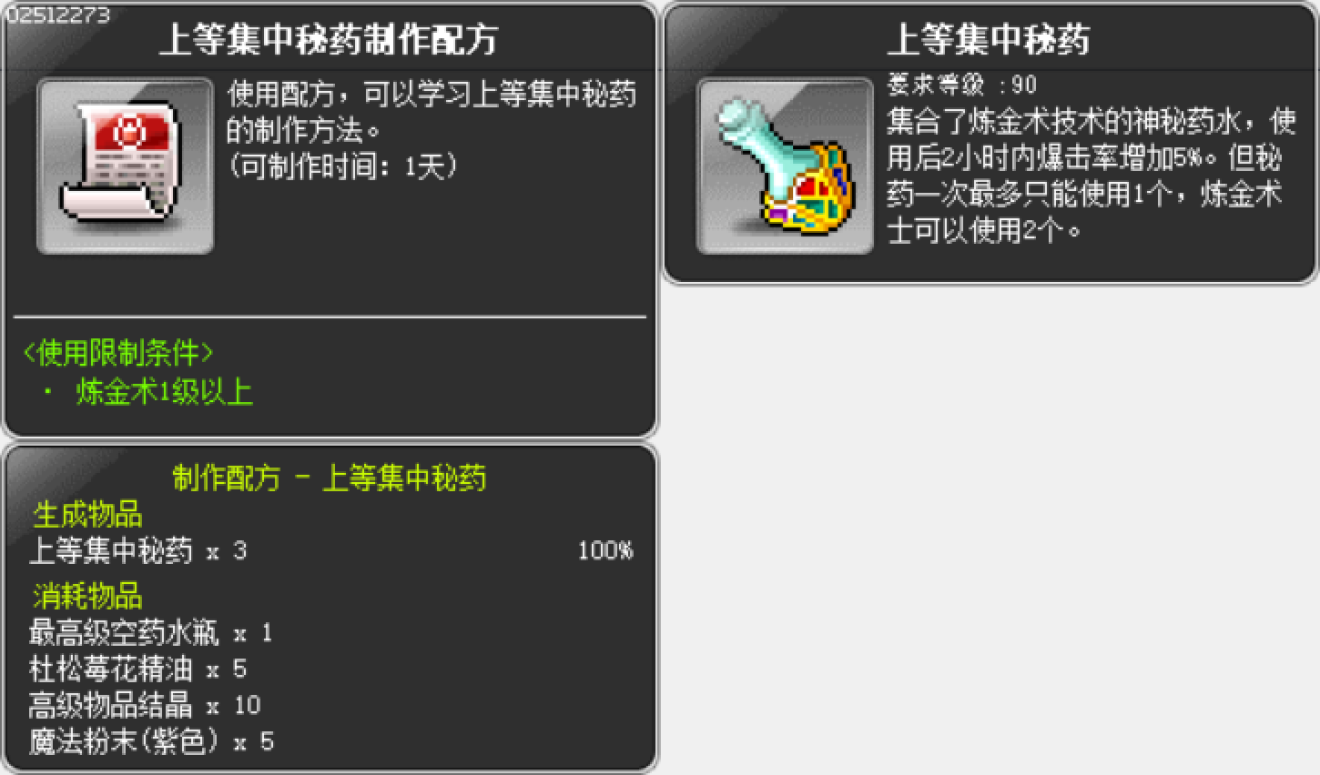 02512273
上等集中秘药制作配方
使用配方，可以学习上等集中秘药
的制作方法。
(可制作时间：1天)
<使用限制条件>
· 炼金术1级以上
制作配方 - 上等集中秘药
生成物品
上等集中秘药 x 3 100%
消耗物品
最高级空药水瓶 x 1
杜松莓花精油 x 5
高级物品结晶 x 10
魔法粉末(紫色) x 5
上等集中秘药
要求等级 :90
集合了炼金术技术的神秘药水，使
用后2小时内爆击率增加5%。但秘
药一次最多只能使用1个，炼金术
士可以使用2个。